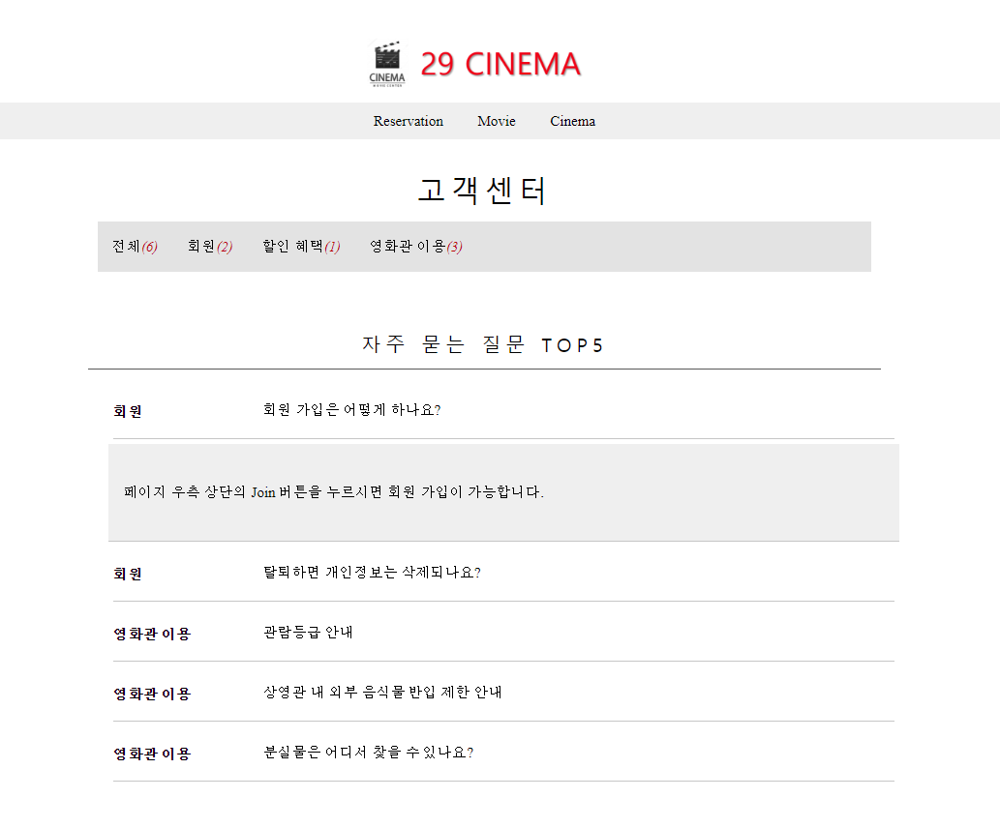 CINEMA
MOVIE CENTER
29 CINEMA
Reservation Movie Cinema
고객센터
전체(6) 회원(2) 할인 혜택(1) 영화관 이용(3)
자주 묻는 질문 TOP5
회원 회원 가입은 어떻게 하나요?
페이지 우측 상단의 Join 버튼을 누르시면 회원 가입이 가능합니다.
회원 탈퇴하면 개인정보는 삭제되나요?
영화관 이용 관람등급 안내
영화관 이용 상영관 내 외부 음식물 반입 제한 안내
영화관 이용 분실물은 어디서 찾을 수 있나요?